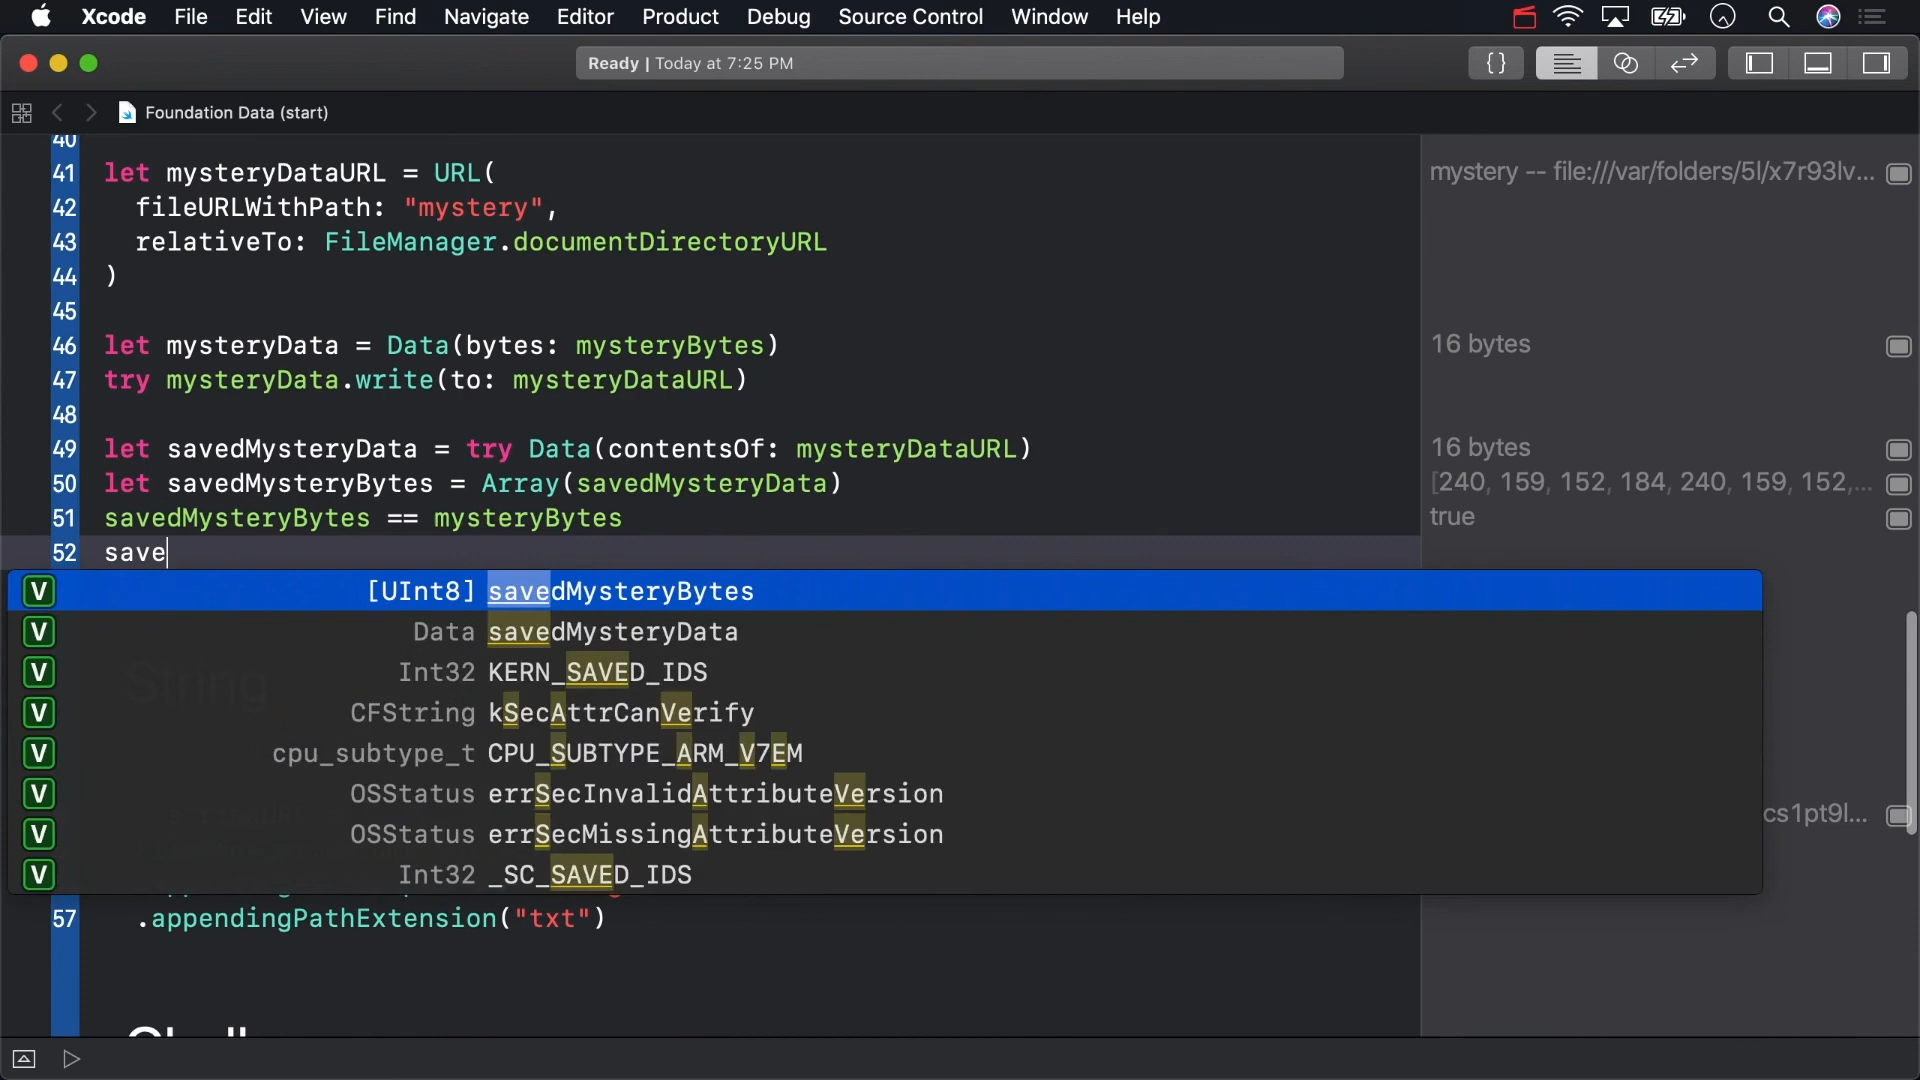 Xcode File Edit View Find Navigate Editor Product Debug Source Control Window Help
Ready | Today at 7:25 PM
{ }
Foundation Data (start)
40
41 let mysteryDataURL = URL( mystery -- file:///var/folders/5l/x7r93lv...
42 fileURLWithPath: "mystery",
43 relativeTo: FileManager.documentDirectoryURL
44 )
45
46 let mysteryData = Data(bytes: mysteryBytes) 16 bytes
47 try mysteryData.write(to: mysteryDataURL)
48
49 let savedMysteryData = try Data(contentsOf: mysteryDataURL) 16 bytes
50 let savedMysteryBytes = Array(savedMysteryData) [240, 159, 152, 184, 240, 159, 152,...
51 savedMysteryBytes == mysteryBytes true
52 save
V [UInt8] savedMysteryBytes
V Data savedMysteryData
V Int32 KERN_SAVED_IDS
String
V CFString kSecAttrCanVerify
V cpu_subtype_t CPU_SUBTYPE_ARM_V7EM
V OSStatus errSecInvalidAttributeVersion
cs1pt9l...
V OSStatus errSecMissingAttributeVersion
V Int32 _SC_SAVED_IDS
57 .appendingPathExtension("txt")